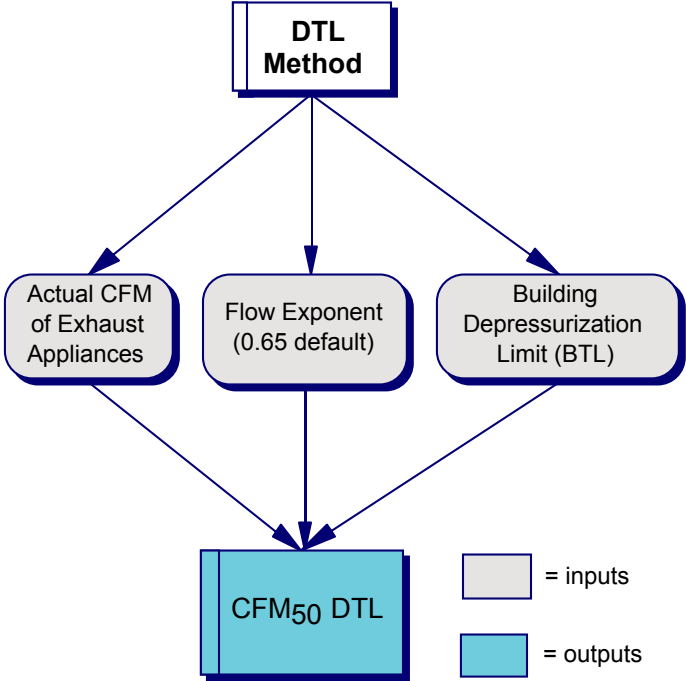 DTL
Method
Actual CFM
of Exhaust
Appliances
Flow Exponent
(0.65 default)
Building
Depressurization
Limit (BTL)
CFM50 DTL
= inputs
= outputs